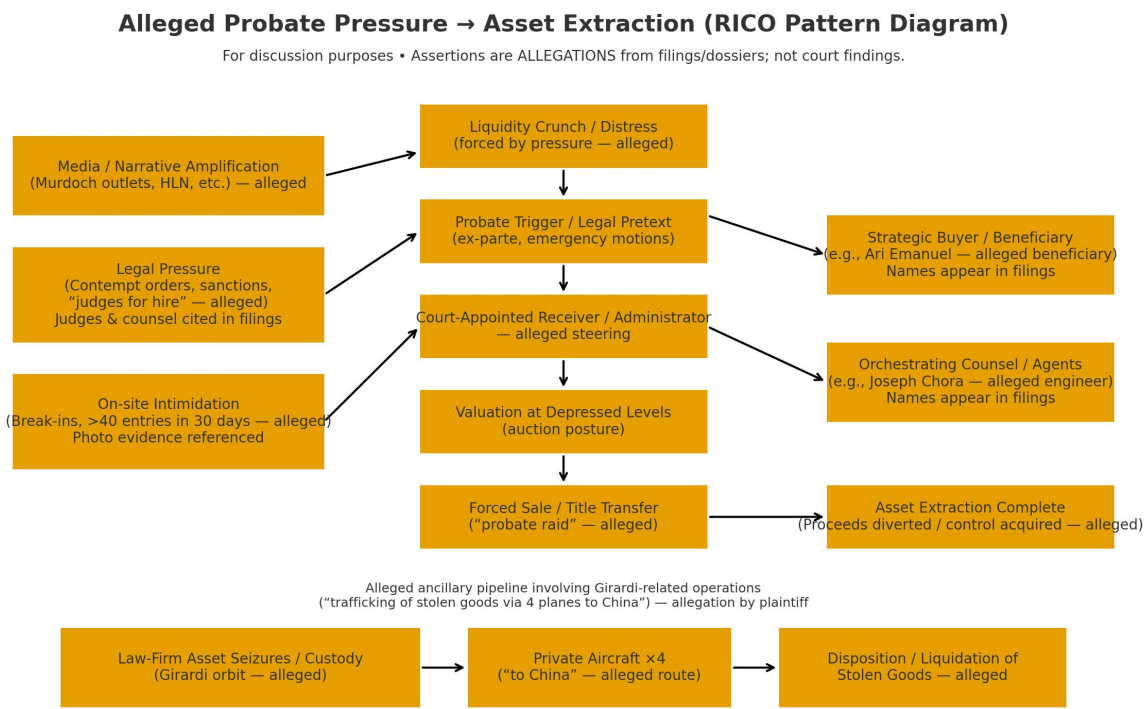 Alleged Probate Pressure → Asset Extraction (RICO Pattern Diagram)
For discussion purposes • Assertions are ALLEGATIONS from filings/dossiers; not court findings.
Media / Narrative Amplification
(Murdoch outlets, HLN, etc.) — alleged
Legal Pressure
(Contempt orders, sanctions,
“judges for hire” — alleged)
Judges & counsel cited in filings
On-site Intimidation
(Break-ins, >40 entries in 30 days — alleged)
Photo evidence referenced
Liquidity Crunch / Distress
(forced by pressure — alleged)
Probate Trigger / Legal Pretext
(ex-parte, emergency motions)
Court-Appointed Receiver / Administrator
— alleged steering
Valuation at Depressed Levels
(auction posture)
Forced Sale / Title Transfer
(“probate raid” — alleged)
Strategic Buyer / Beneficiary
(e.g., Ari Emanuel — alleged beneficiary)
Names appear in filings
Orchestrating Counsel / Agents
(e.g., Joseph Chora — alleged engineer)
Names appear in filings
Asset Extraction Complete
(Proceeds diverted / control acquired — alleged)
Alleged ancillary pipeline involving Girardi-related operations
(“trafficking of stolen goods via 4 planes to China”) — allegation by plaintiff
Law-Firm Asset Seizures / Custody
(Girardi orbit — alleged)
Private Aircraft ×4
(“to China” — alleged route)
Disposition / Liquidation of
Stolen Goods — alleged